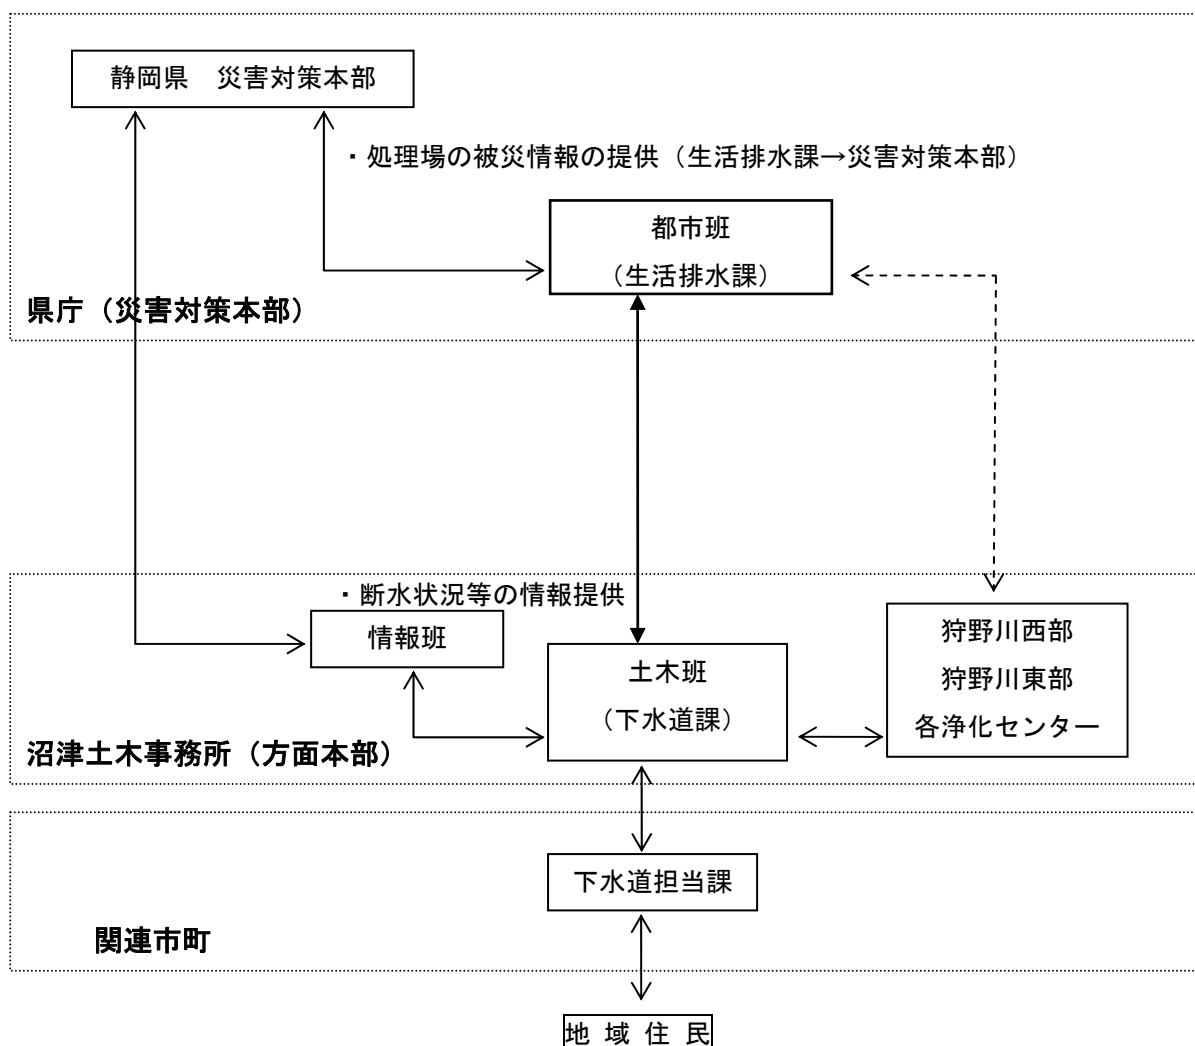 静岡県　災害対策本部
・処理場の被災情報の提供（生活排水課→災害対策本部）
都市班
（生活排水課）
県庁（災害対策本部）
・断水状況等の情報提供
情報班
土木班
（下水道課）
狩野川西部
狩野川東部
各浄化センター
沼津土木事務所（方面本部）
下水道担当課
関連市町
地 域 住 民